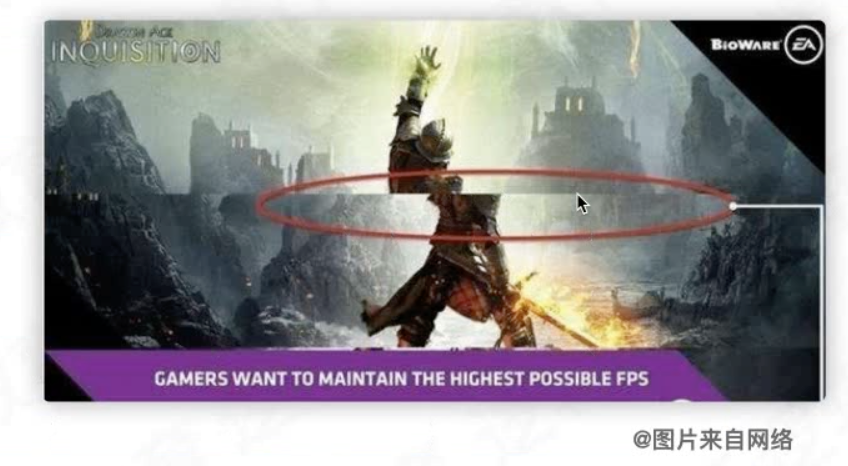 DRAGON AGE
INQUISITION
BIOWARE EA
GAMERS WANT TO MAINTAIN THE HIGHEST POSSIBLE FPS
@图片来自网络